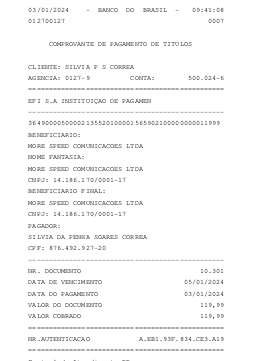 03/01/2024 - BANCO DO BRASIL - 09:41:08
012700127 0007
COMPROVANTE DE PAGAMENTO DE TITULOS
CLIENTE: SILVIA P S CORREA
AGENCIA: 0127-9 CONTA: 500.024-6
================================================
EFI S.A INSTITUIÇAO DE PAGAMEN
------------------------------------------------
BENEFICIARIO:
MORE SPEED COMUNICACOES LTDA
NOME FANTASIA:
MORE SPEED COMUNICACOES LTDA
CNPJ: 14.186.170/0001-17
BENEFICIARIO FINAL:
MORE SPEED COMUNICACOES LTDA
CNPJ: 14.186.170/0001-17
PAGADOR:
SILVIA DA PENHA SOARES CORREA
CPF: 876.492.927-20
------------------------------------------------
NR. DOCUMENTO 10.301
DATA DE VENCIMENTO 05/01/2024
DATA DO PAGAMENTO 03/01/2024
VALOR DO DOCUMENTO 119,99
VALOR COBRADO 119,99
================================================
NR.AUTENTICACAO A.EB1.93F.834.CE3.A19
================================================